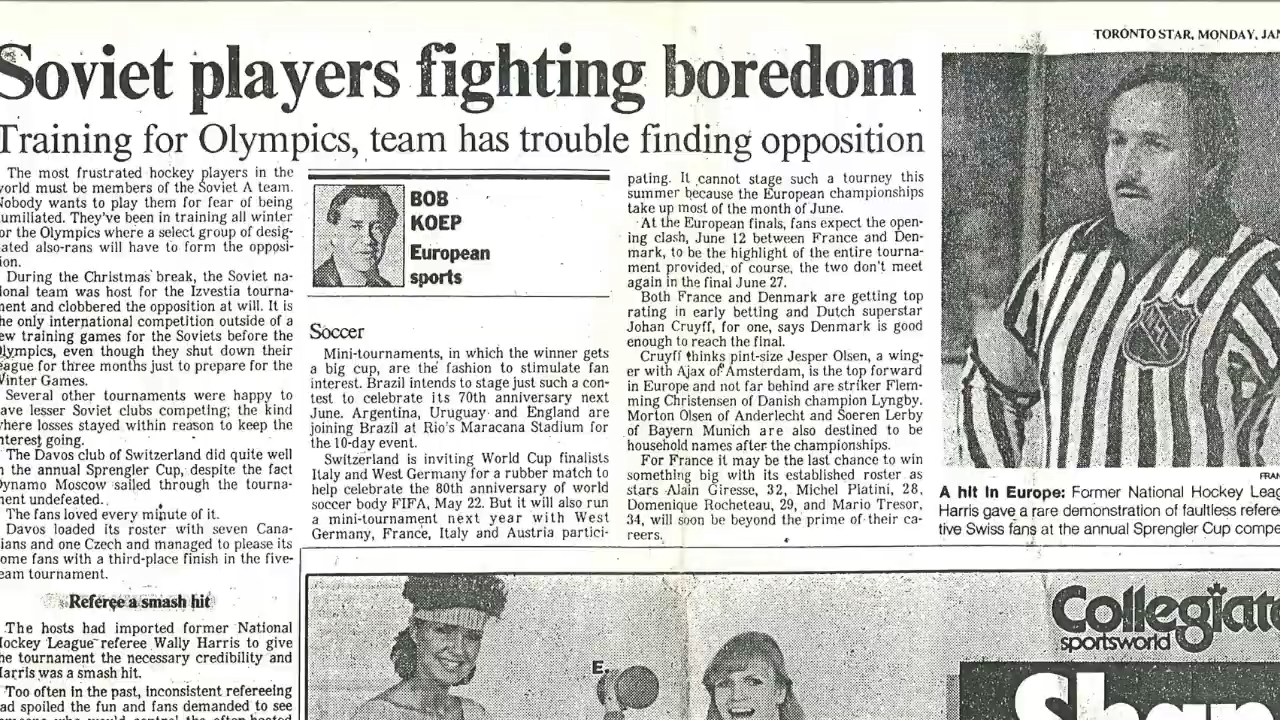 TORONTO STAR, MONDAY, JAN
Soviet players fighting boredom
Training for Olympics, team has trouble finding opposition
The most frustrated hockey players in the
world must be members of the Soviet A team.
Nobody wants to play them for fear of being
umiliated. They've been in training all winter
or the Olympics where a select group of desig-
ated also-rans will have to form the opposi-
ion.
During the Christmas break, the Soviet na-
ional team was host for the Izvestia tourna-
ment and clobbered the opposition at will. It is
he only international competition outside of a
ew training games for the Soviets before the
Olympics, even though they shut down their
eague for three months just to prepare for the
Winter Games.
Several other tournaments were happy to
ave lesser Soviet clubs competing; the kind
where losses stayed within reason to keep the
nterest going.
The Davos club of Switzerland did quite well
n the annual Sprengler Cup, despite the fact
Dynamo Moscow sailed through the tourna-
ment undefeated.
The fans loved every minute of it.
Davos loaded its roster with seven Cana-
ians and one Czech and managed to please its
ome fans with a third-place finish in the five-
eam tournament.
Referee a smash hit
The hosts had imported former National
Hockey League referee Wally Harris to give
he tournament the necessary credibility and
Harris was a smash hit.
Too often in the past, inconsistent refereeing
ad spoiled the fun and fans demanded to see
BOB
KOEP
European
sports
Soccer
Mini-tournaments, in which the winner gets
a big cup, are the fashion to stimulate fan
interest. Brazil intends to stage just such a con-
test to celebrate its 70th anniversary next
June. Argentina, Uruguay and England are
joining Brazil at Rio's Maracana Stadium for
the 10-day event.
Switzerland is inviting World Cup finalists
Italy and West Germany for a rubber match to
help celebrate the 80th anniversary of world
soccer body FIFA, May 22. But it will also run
a mini-tournament next year with West
Germany, France, Italy and Austria partici-
pating. It cannot stage such a tourney this
summer because the European championships
take up most of the month of June.
At the European finals, fans expect the open-
ing clash, June 12 between France and Den-
mark, to be the highlight of the entire tourna-
ment provided, of course, the two don't meet
again in the final June 27.
Both France and Denmark are getting top
rating in early betting and Dutch superstar
Johan Cruyff, for one, says Denmark is good
enough to reach the final.
Cruyff thinks pint-size Jesper Olsen, a wing-
er with Ajax of Amsterdam, is the top forward
in Europe and not far behind are striker Flem-
ming Christensen of Danish champion Lyngby.
Morton Olsen of Anderlecht and Soeren Lerby
of Bayern Munich are also destined to be
household names after the championships.
For France it may be the last chance to win
something big with its established roster as
stars Alain Giresse, 32, Michel Platini, 28,
Domenique Rocheteau, 29, and Mario Tresor,
34, will soon be beyond the prime of their ca-
reers.
NHL
FRAN
A hit in Europe: Former National Hockey Leag
Harris gave a rare demonstration of faultless refere
tive Swiss fans at the annual Sprengler Cup compe
E.
Collegiate
sportsworld
Shap